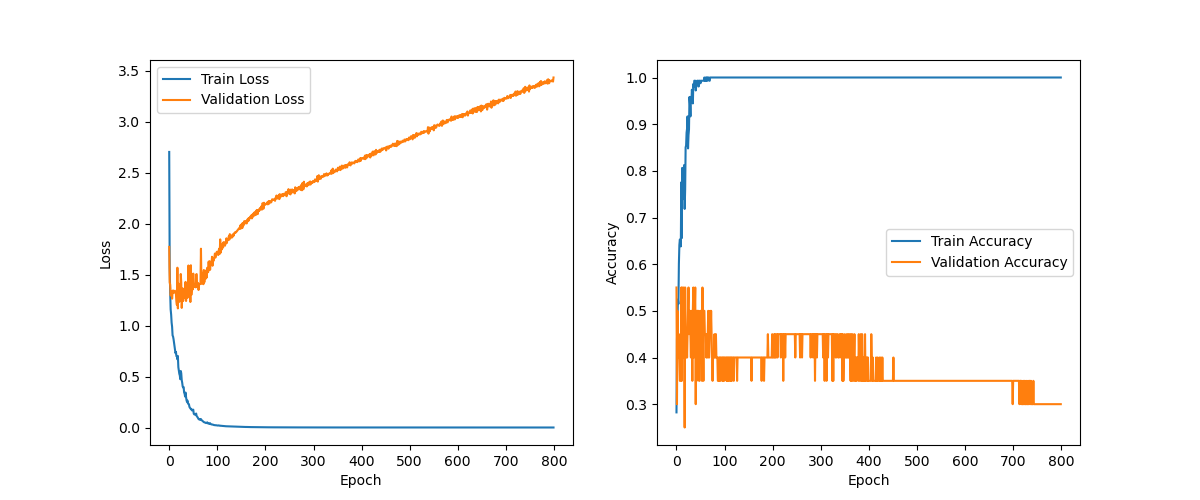 3.5
3.0
2.5
2.0
1.5
1.0
0.5
0.0
Loss
Train Loss
Validation Loss
0 100 200 300 400 500 600 700 800
Epoch
1.0
0.9
0.8
0.7
0.6
0.5
0.4
0.3
Accuracy
Train Accuracy
Validation Accuracy
0 100 200 300 400 500 600 700 800
Epoch